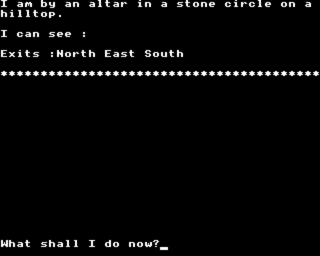 I am by an altar in a stone circle on a
hilltop.
I can see :
Exits :North East South
****************************************
What shall I do now?_